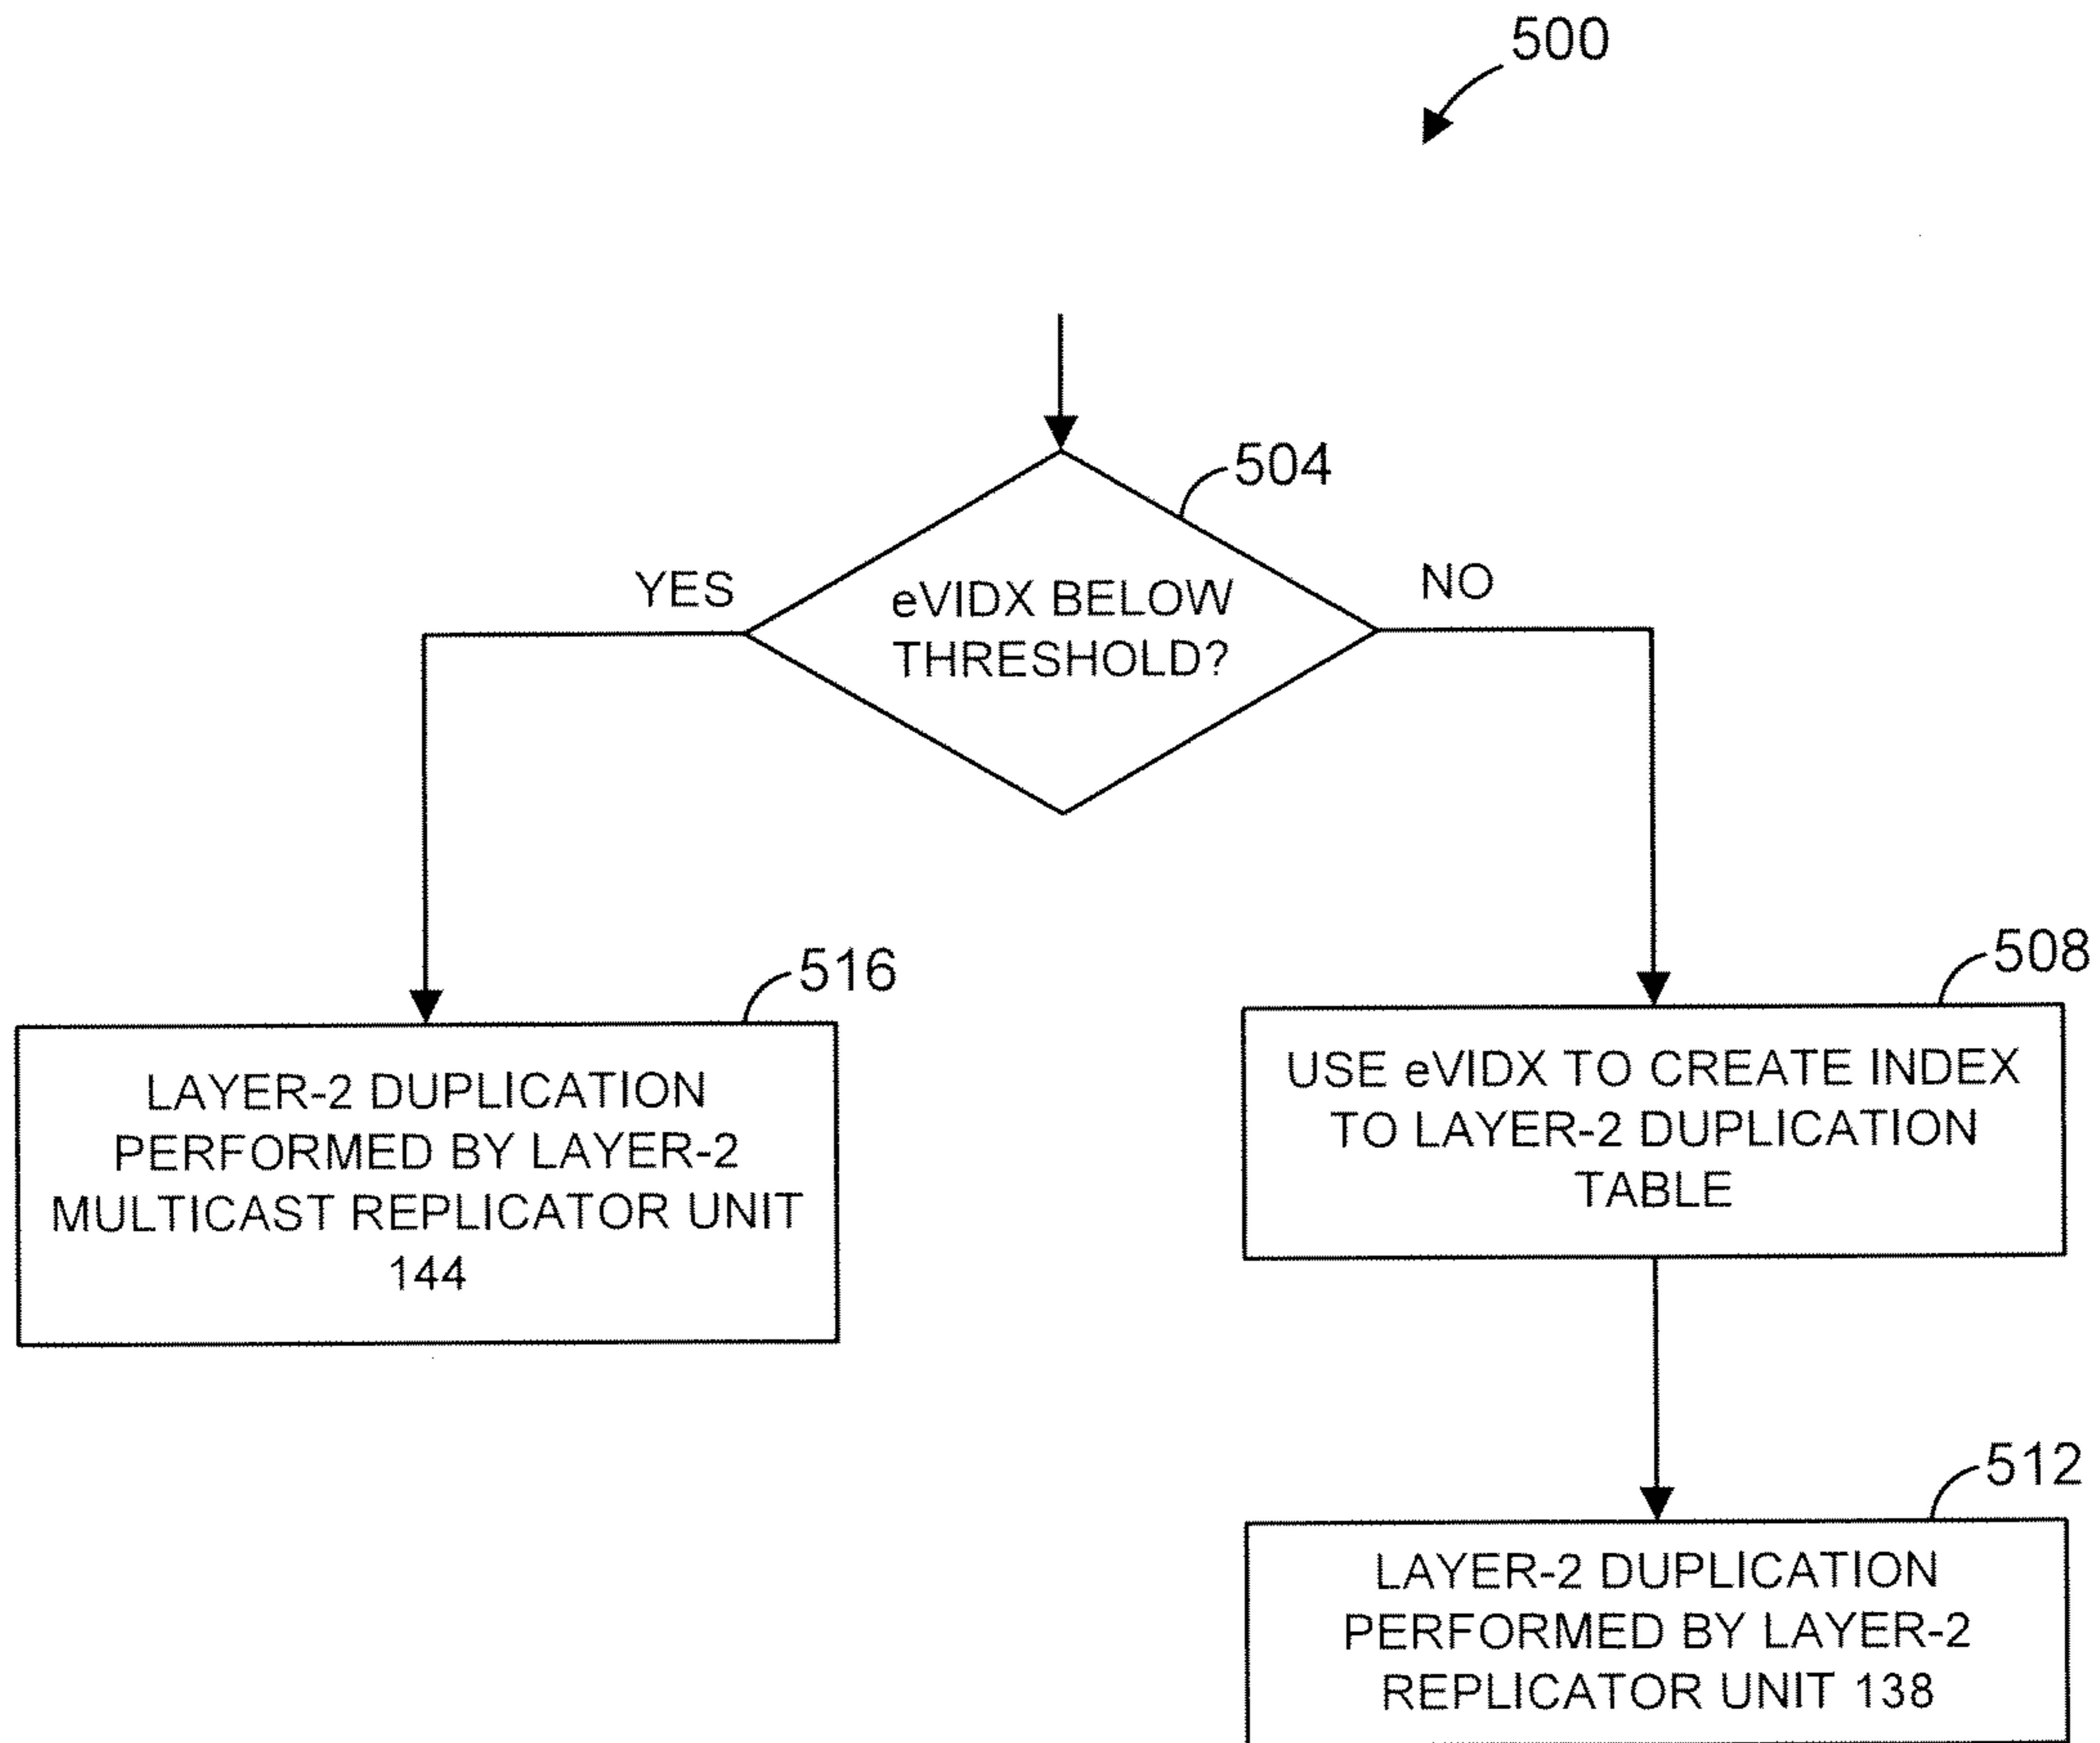 500
504
YES
eVIDX BELOW
THRESHOLD?
NO
516
LAYER-2 DUPLICATION
PERFORMED BY LAYER-2
MULTICAST REPLICATOR UNIT
144
508
USE eVIDX TO CREATE INDEX
TO LAYER-2 DUPLICATION
TABLE
512
LAYER-2 DUPLICATION
PERFORMED BY LAYER-2
REPLICATOR UNIT 138